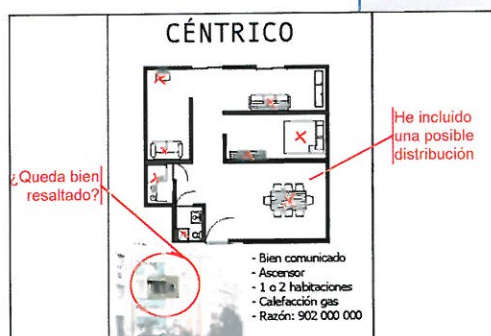 CÉNTRICO
He incluido
una posible
distribución
¿Queda bien
resaltado?
- Bien comunicado
- Ascensor
- 1 o 2 habitaciones
- Calefacción gas
- Razón: 902 000 000